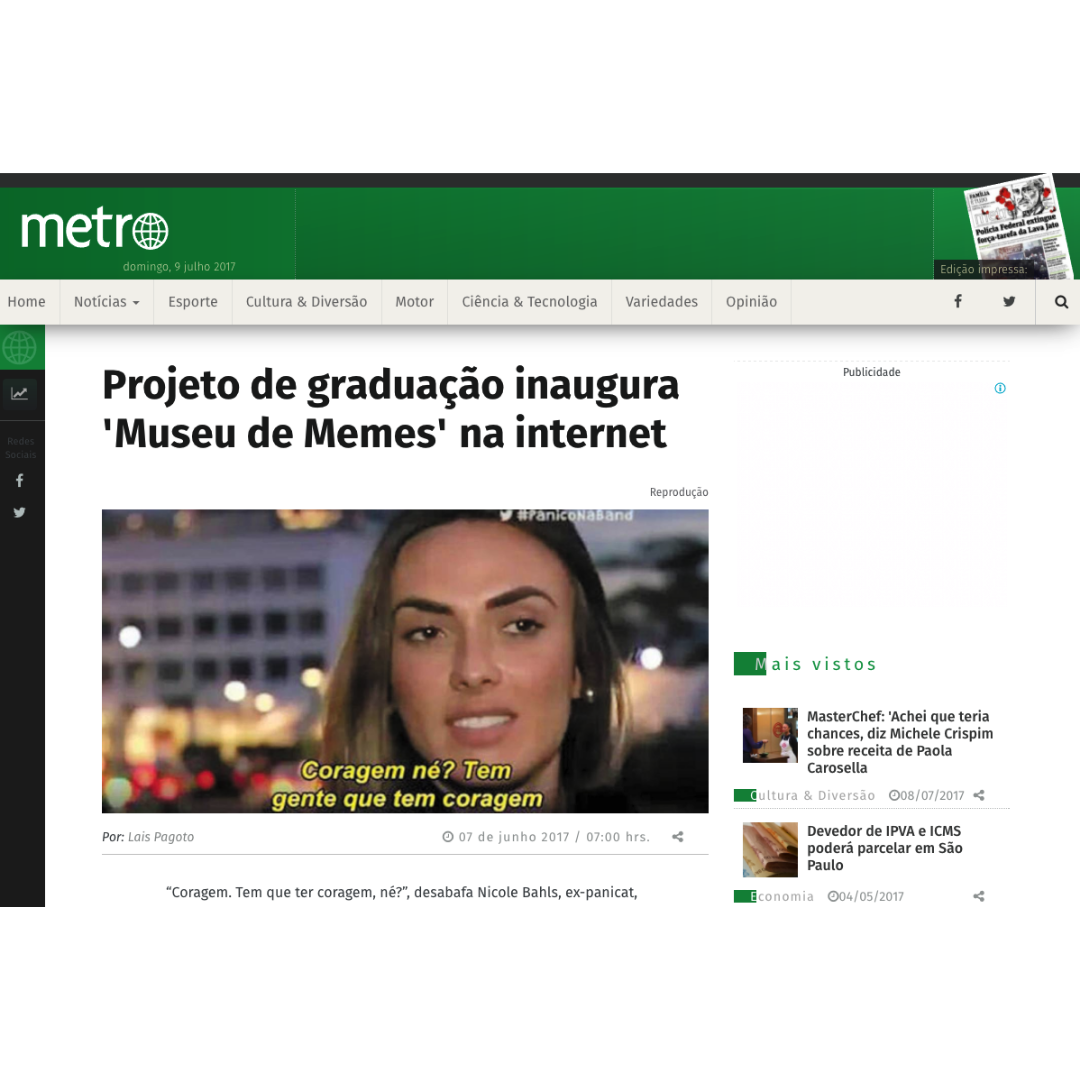 metro
domingo, 9 julho 2017
Polícia Federal extingue
força-tarefa da Lava Jato
Edição impressa:
Home
Notícias
Esporte
Cultura & Diversão
Motor
Ciência & Tecnologia
Variedades
Opinião
Redes
Sociais
Projeto de graduação inaugura
'Museu de Memes' na internet
Reprodução
#PanicoNaBand
Coragem né? Tem
gente que tem coragem
Por: Lais Pagoto
07 de junho 2017 / 07:00 hrs.
“Coragem. Tem que ter coragem, né?”, desabafa Nicole Bahls, ex-panicat,
Publicidade
Mais vistos
MasterChef: 'Achei que teria
chances, diz Michele Crispim
sobre receita de Paola
Carosella
Cultura & Diversão 08/07/2017
Devedor de IPVA e ICMS
poderá parcelar em São
Paulo
Economia 04/05/2017